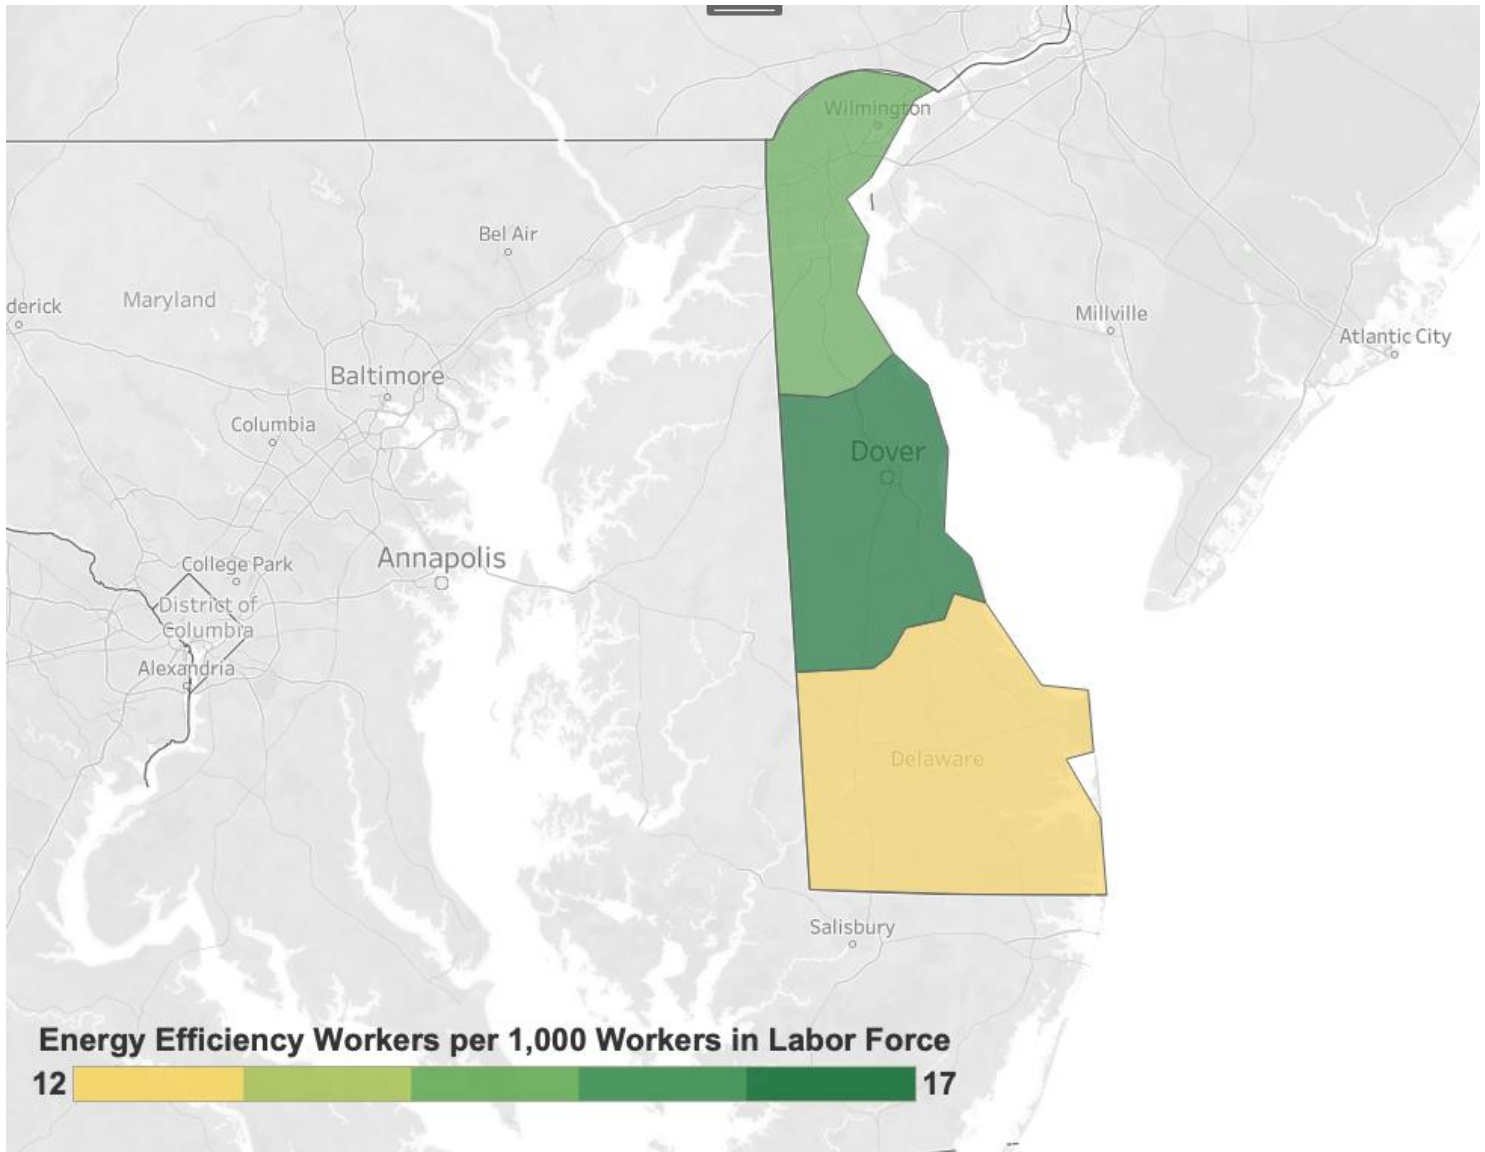 Wilmington
Bel Air
Maryland
derick
Millville
Atlantic City
Baltimore
Columbia
Dover
Annapolis
College Park
District of
Columbia
Alexandria
Delaware
Salisbury
Energy Efficiency Workers per 1,000 Workers in Labor Force
12 17